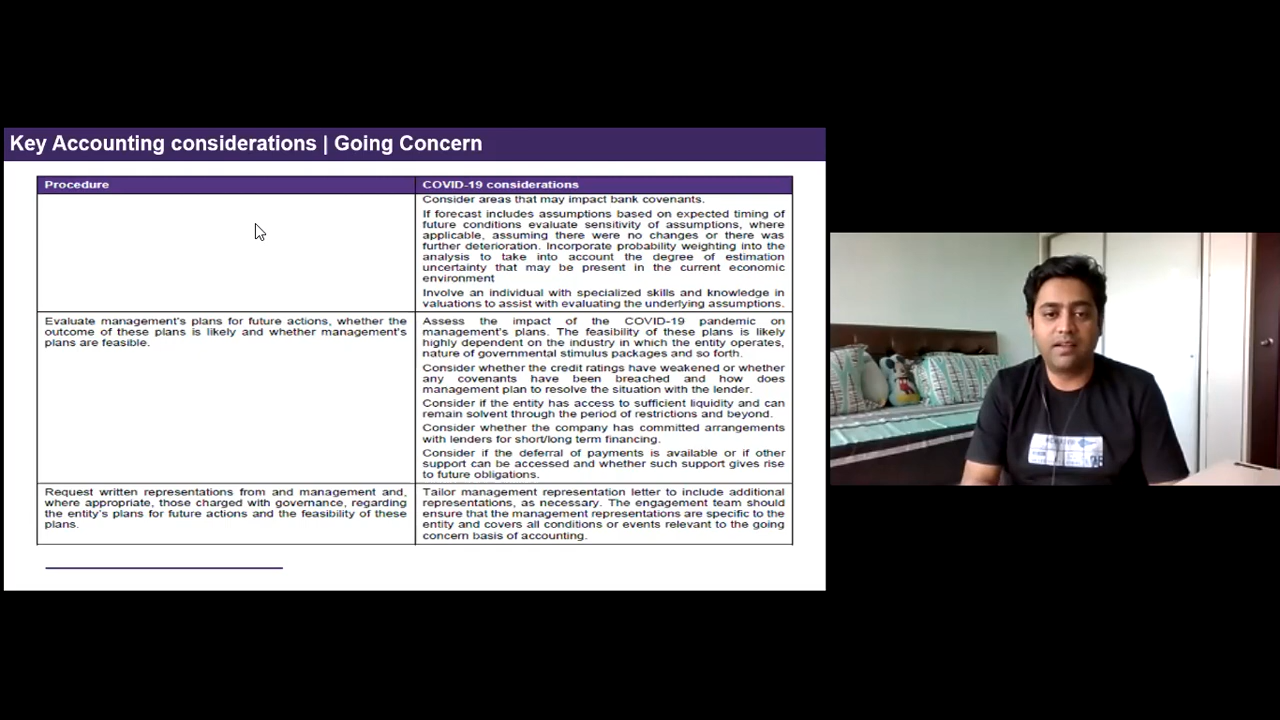 Key Accounting considerations | Going Concern
Procedure
COVID-19 considerations
Consider areas that may impact bank covenants.
If forecast includes assumptions based on expected timing of
future conditions evaluate sensitivity of assumptions, where
applicable, assuming there were no changes or there was
further deterioration. Incorporate probability weighting into the
analysis to take into account the degree of estimation
uncertainty that may be present in the current economic
environment
Involve an individual with specialized skills and knowledge in
valuations to assist with evaluating the underlying assumptions.
Evaluate management's plans for future actions, whether the
outcome of these plans is likely and whether management's
plans are feasible.
Assess the impact of the COVID-19 pandemic on
management's plans. The feasibility of these plans is likely
highly dependent on the industry in which the entity operates,
nature of governmental stimulus packages and so forth.
Consider whether the credit ratings have weakened or whether
any covenants have been breached and how does
management plan to resolve the situation with the lender.
Consider if the entity has access to sufficient liquidity and can
remain solvent through the period of restrictions and beyond.
Consider whether the company has committed arrangements
with lenders for short/long term financing.
Consider if the deferral of payments is available or if other
support can be accessed and whether such support gives rise
to future obligations.
Request written representations from and management and,
where appropriate, those charged with governance, regarding
the entity's plans for future actions and the feasibility of these
plans.
Tailor management representation letter to include additional
representations, as necessary. The engagement team should
ensure that the management representations are specific to the
entity and covers all conditions or events relevant to the going
concern basis of accounting.